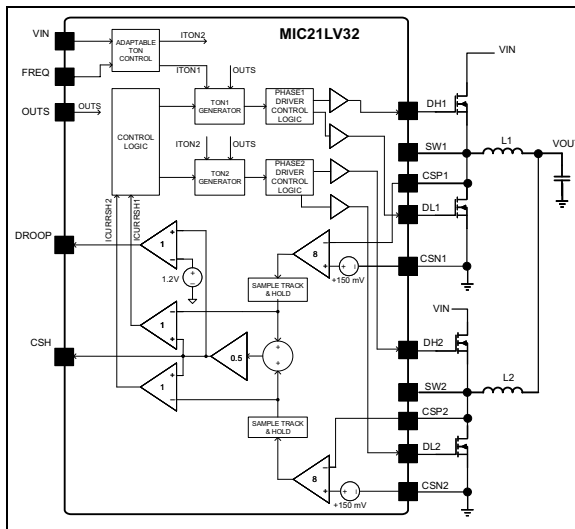 MIC21LV32
VIN
FREQ
OUTS
DROOP
CSH
ADAPTABLE
TON
CONTROL
ITON2
ITON1
OUTS
OUTS
CONTROL
LOGIC
TON1
GENERATOR
PHASE1
DRIVER
CONTROL
LOGIC
ITON2
OUTS
TON2
GENERATOR
PHASE2
DRIVER
CONTROL
LOGIC
ICURRSH2
ICURRSH1
1
+
−
1.2V
+
−
8
−
+
+150 mV
SAMPLE TRACK
& HOLD
1
−
+
0.5
+
+
1
+
−
SAMPLE TRACK
& HOLD
8
−
+
+150 mV
DH1
SW1
CSP1
DL1
CSN1
DH2
SW2
CSP2
DL2
CSN2
VIN
L1
VOUT
VIN
L2